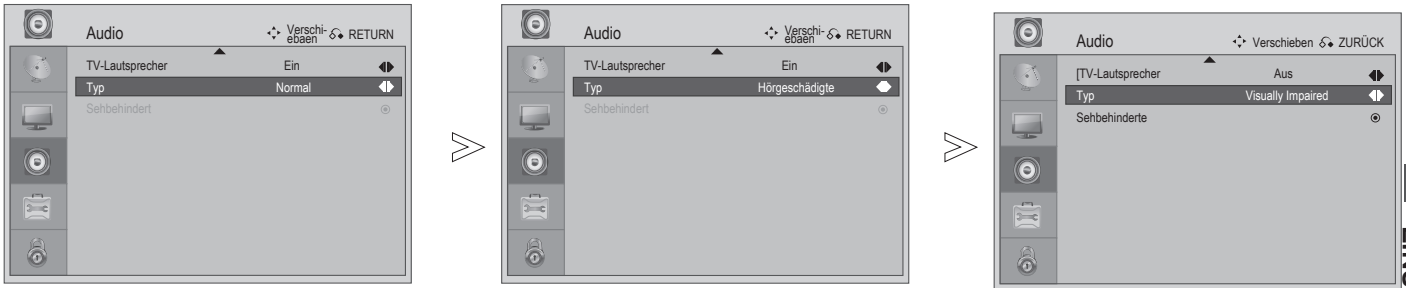 Audio
Verschi-
ebaen
RETURN
TV-Lautsprecher Ein
Typ Normal
Sehbehindert
Audio
Verschi-
ebaen
RETURN
TV-Lautsprecher Ein
Typ Hörgeschädigte
Sehbehindert
Audio Verschieben ZURÜCK
[TV-Lautsprecher Aus
Typ Visually Impaired
Sehbehinderte